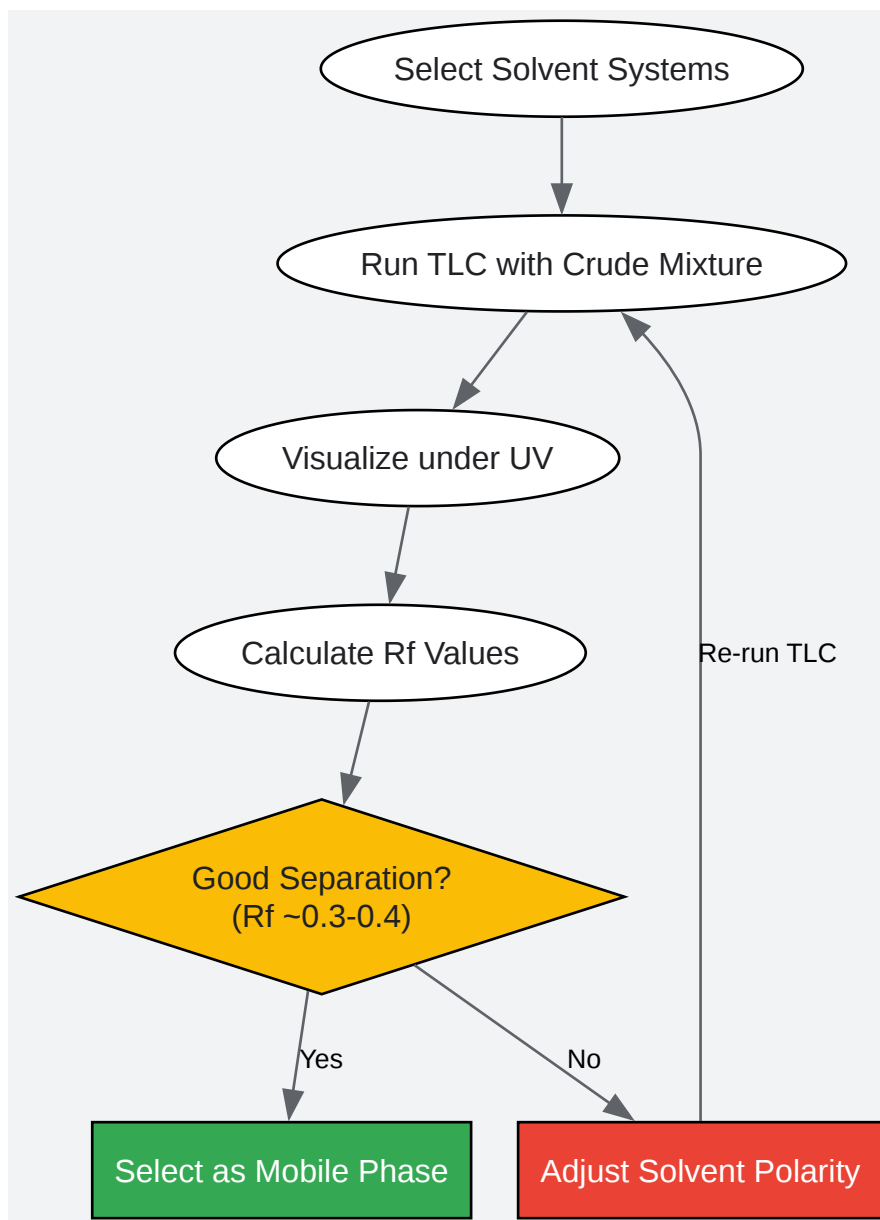 Select Solvent Systems
Run TLC with Crude Mixture
Visualize under UV
Calculate Rf Values
Re-run TLC
Good Separation?
(Rf ~0.3-0.4)
Yes
No
Select as Mobile Phase
Adjust Solvent Polarity